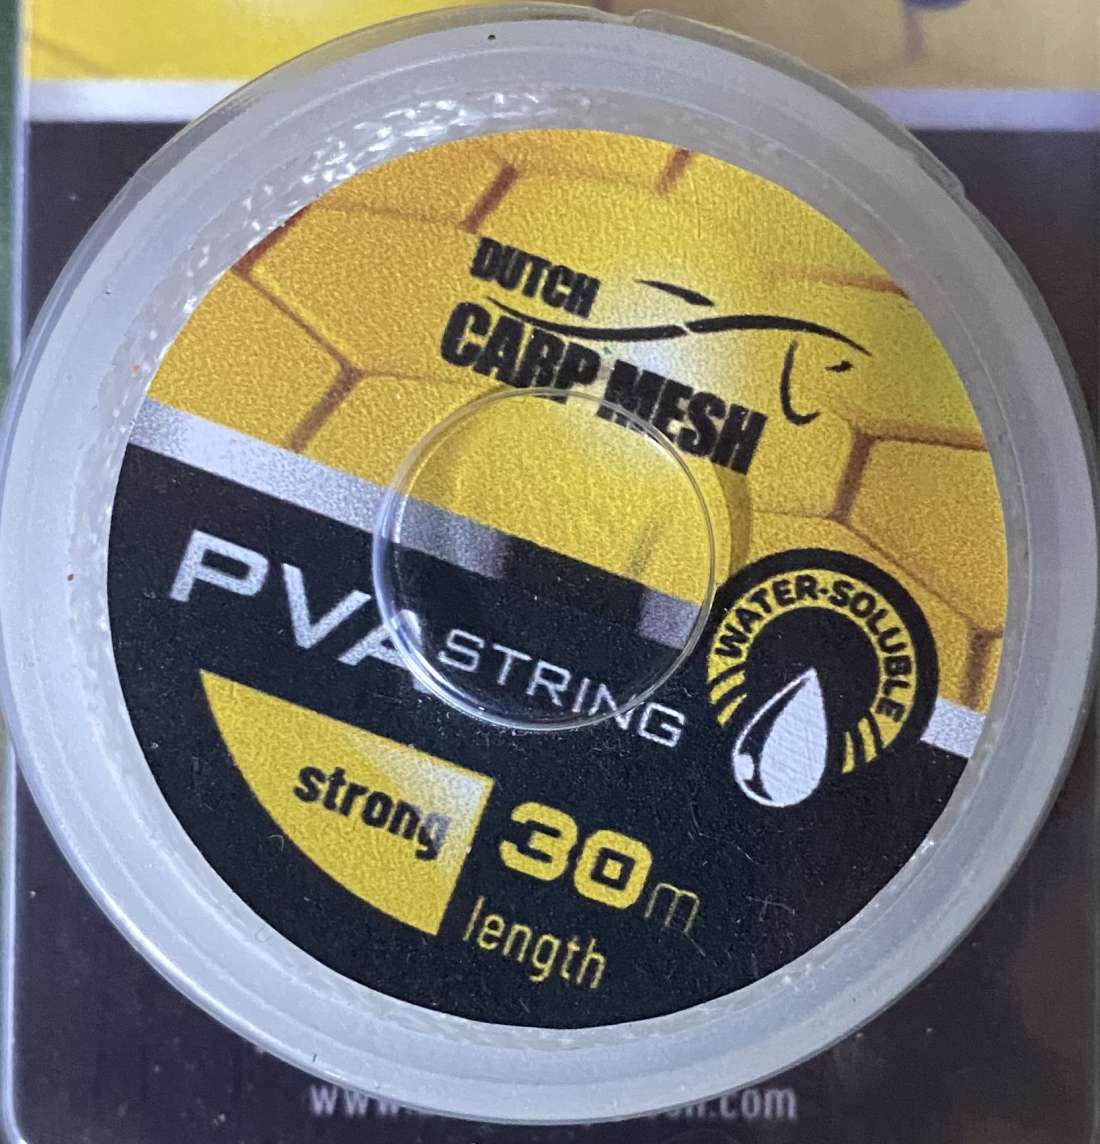 DUTCH
CARP MESH
WATER-SOLUBLE
PVA STRING
strong
30m
length